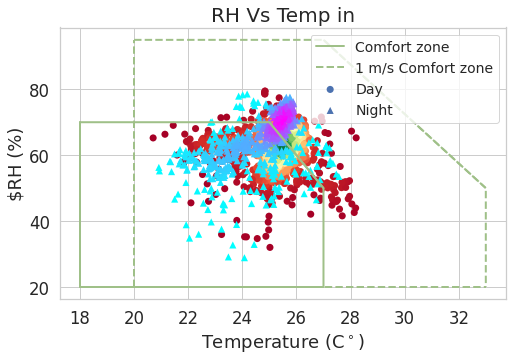 RH Vs Temp in
Comfort zone
1 m/s Comfort zone
Day
Night
$RH (%)
80
60
40
20
18 20 22 24 26 28 30 32
Temperature (C$^\circ$)